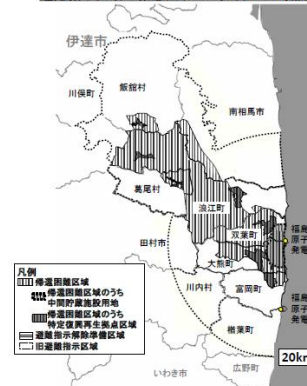 伊達市
川俣町
飯舘村
南相馬市
葛尾村
浪江町
双葉町
田村市
大熊町
福島
原子
発電
川内村
富岡町
福島
原子
発電
楢葉町
20km
いわき市
広野町
凡例
帰還困難区域
帰還困難区域のうち
中間貯蔵施設用地
帰還困難区域のうち
特定復興再生拠点区域
避難指示解除準備区域
旧避難指示区域